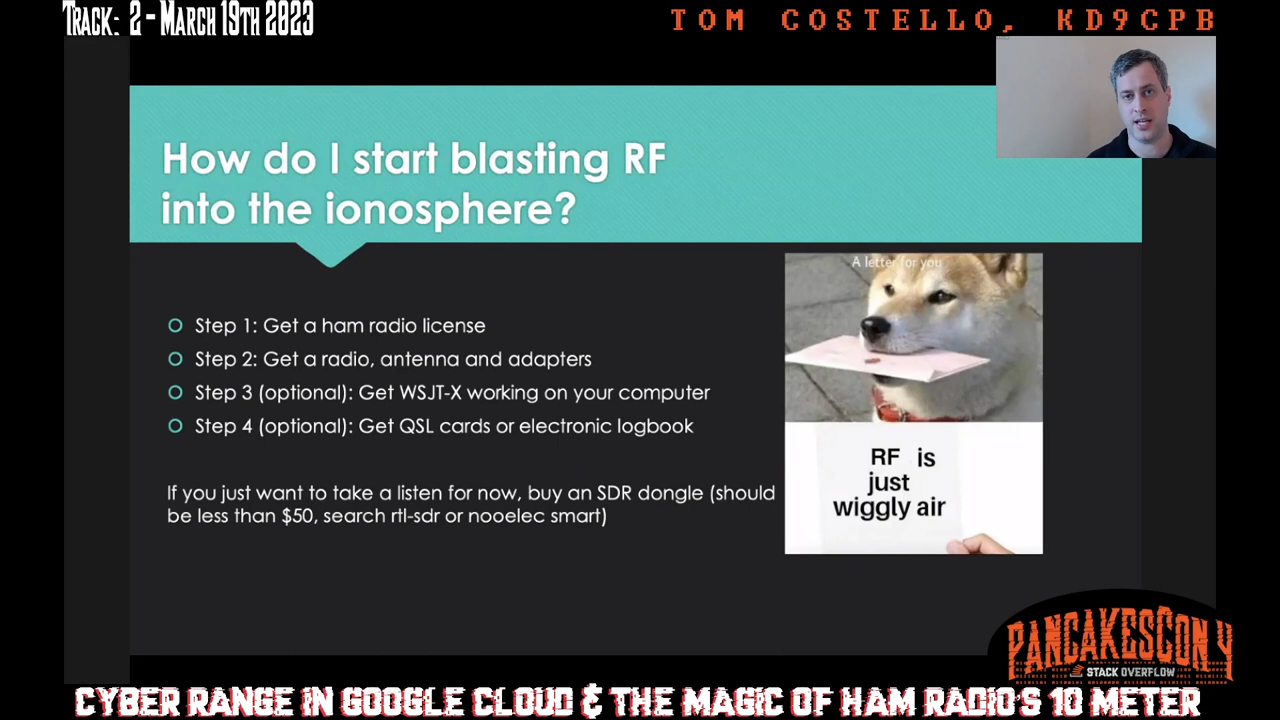 Track: 2 - March 19th 2023
TOM COSTELLO, KD9CPB
How do I start blasting RF
into the ionosphere?
Step 1: Get a ham radio license
Step 2: Get a radio, antenna and adapters
Step 3 (optional): Get WSJT-X working on your computer
Step 4 (optional): Get QSL cards or electronic logbook
If you just want to take a listen for now, buy an SDR dongle (should
be less than $50, search rtl-sdr or nooelec smart)
A letter for you
RF is
just
wiggly air
PANCAKESCON 4
STACK OVERFLOW
CYBER RANGE IN GOOGLE CLOUD & THE MAGIC OF HAM RADIO'S 10 METER